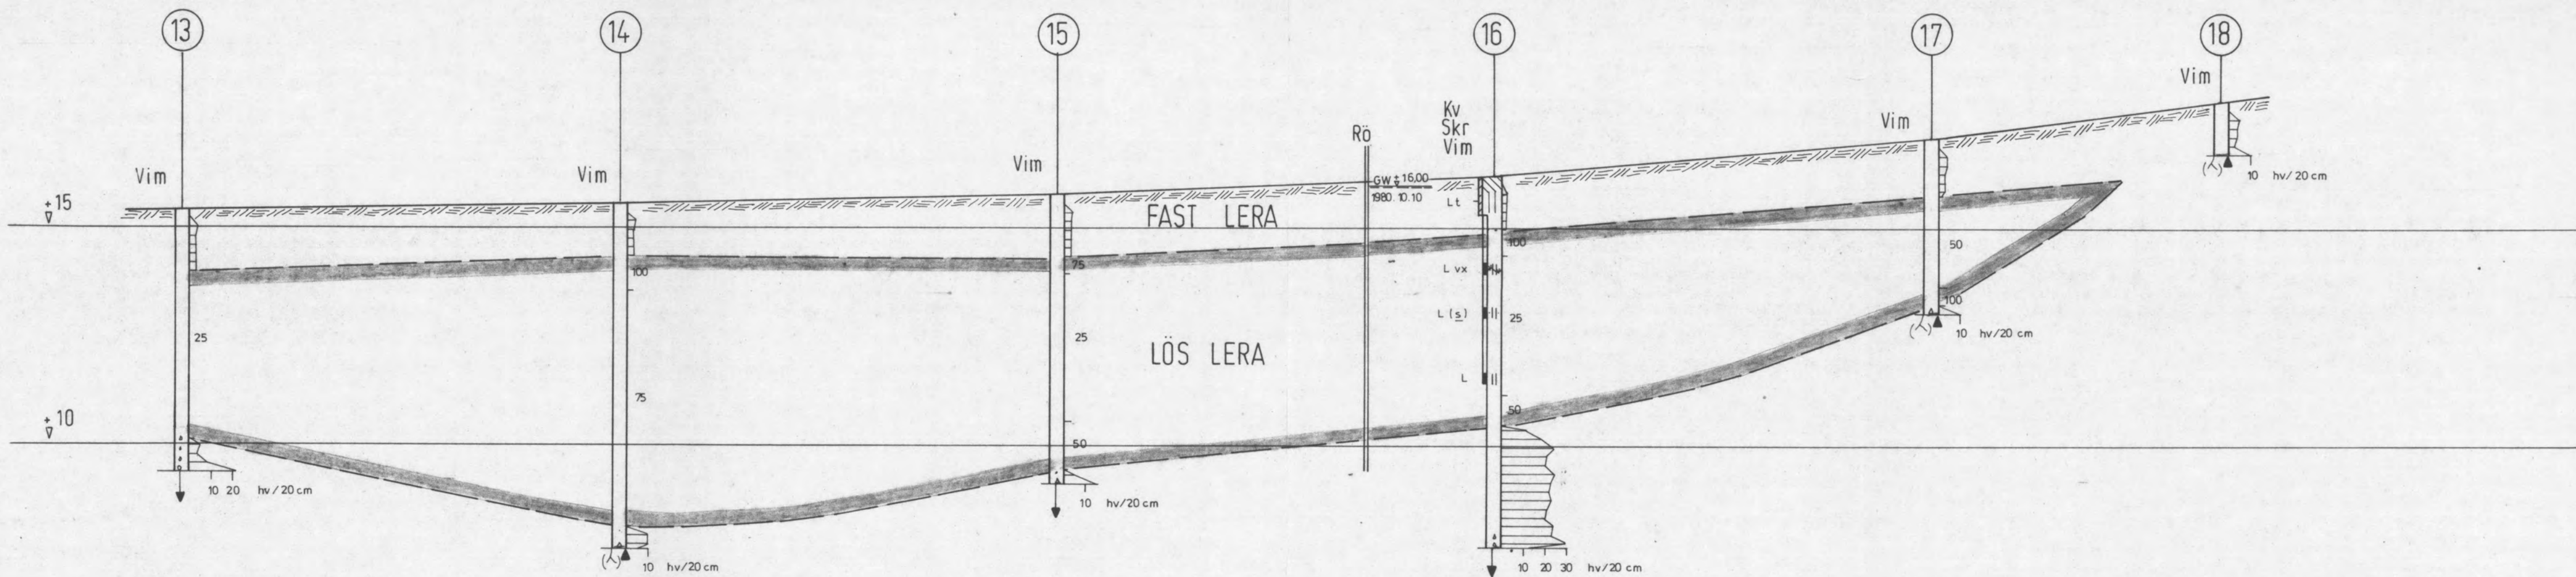 13
14
15
16
17
18
Vim
Vim
Vim
Rö
Kv
Skr
Vim
Vim
Vim
+15
+10
GW +16,00
1980.10.10
Lt
L vx
L (s)
L
FAST LERA
LÖS LERA
25
10 20 hv/20 cm
100
75
10 hv/20 cm
75
25
50
10 hv/20 cm
100
25
50
10 20 30 hv/20 cm
50
100
10 hv/20 cm
10 hv/20 cm